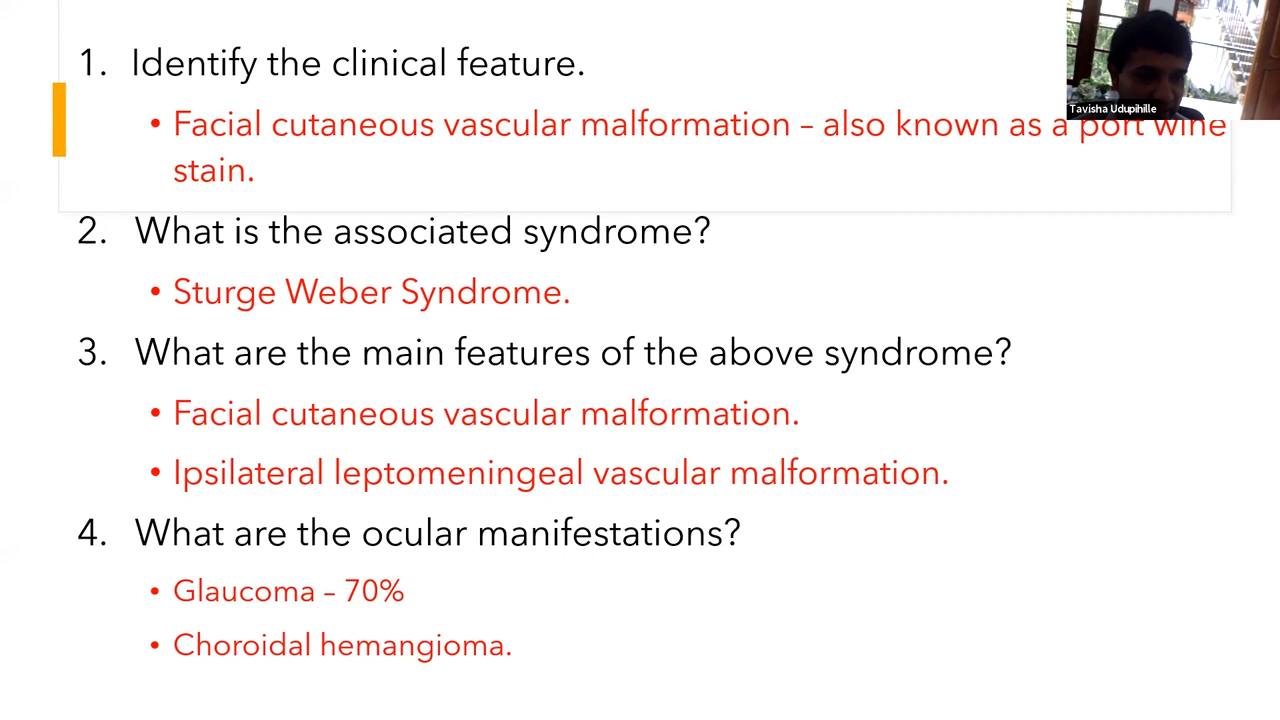 1. Identify the clinical feature.
• Facial cutaneous vascular malformation – also known as a port wine
stain.
Tavisha Udupihille
2. What is the associated syndrome?
• Sturge Weber Syndrome.
3. What are the main features of the above syndrome?
• Facial cutaneous vascular malformation.
• Ipsilateral leptomeningeal vascular malformation.
4. What are the ocular manifestations?
• Glaucoma – 70%
• Choroidal hemangioma.